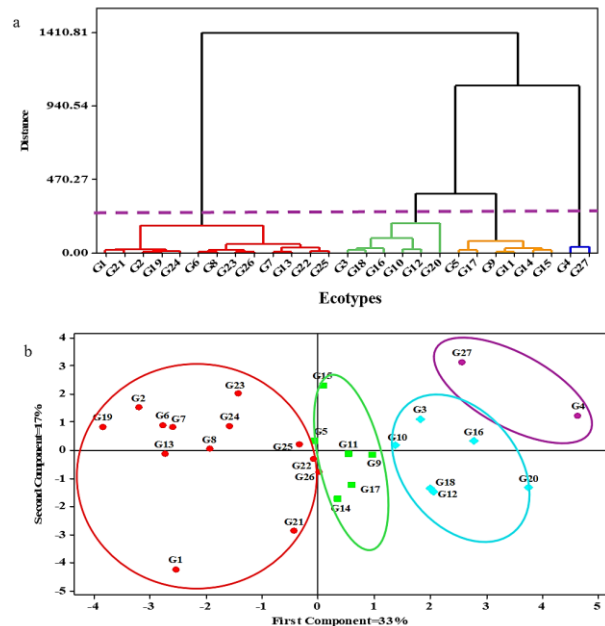 a
1410.81
940.54
470.27
0.00
Distance
G1 G21 G2 G19 G24 G6 G8 G23 G26 G7 G13 G22 G25 G3 G18 G16 G10 G12 G20 G5 G17 G9 G11 G14 G15 G4 G27
Ecotypes
b
4
3
2
1
0
-1
-2
-3
-4
-5
Second Component=17%
G27
G15
G23
G2
G4
G19
G6
G7
G24
G3
G5
G16
G13
G8
G25
G11
G10
G22
G9
G26
G18
G20
G17
G12
G14
G21
G1
-4 -3 -2 -1 0 1 2 3 4 5
First Component=33%